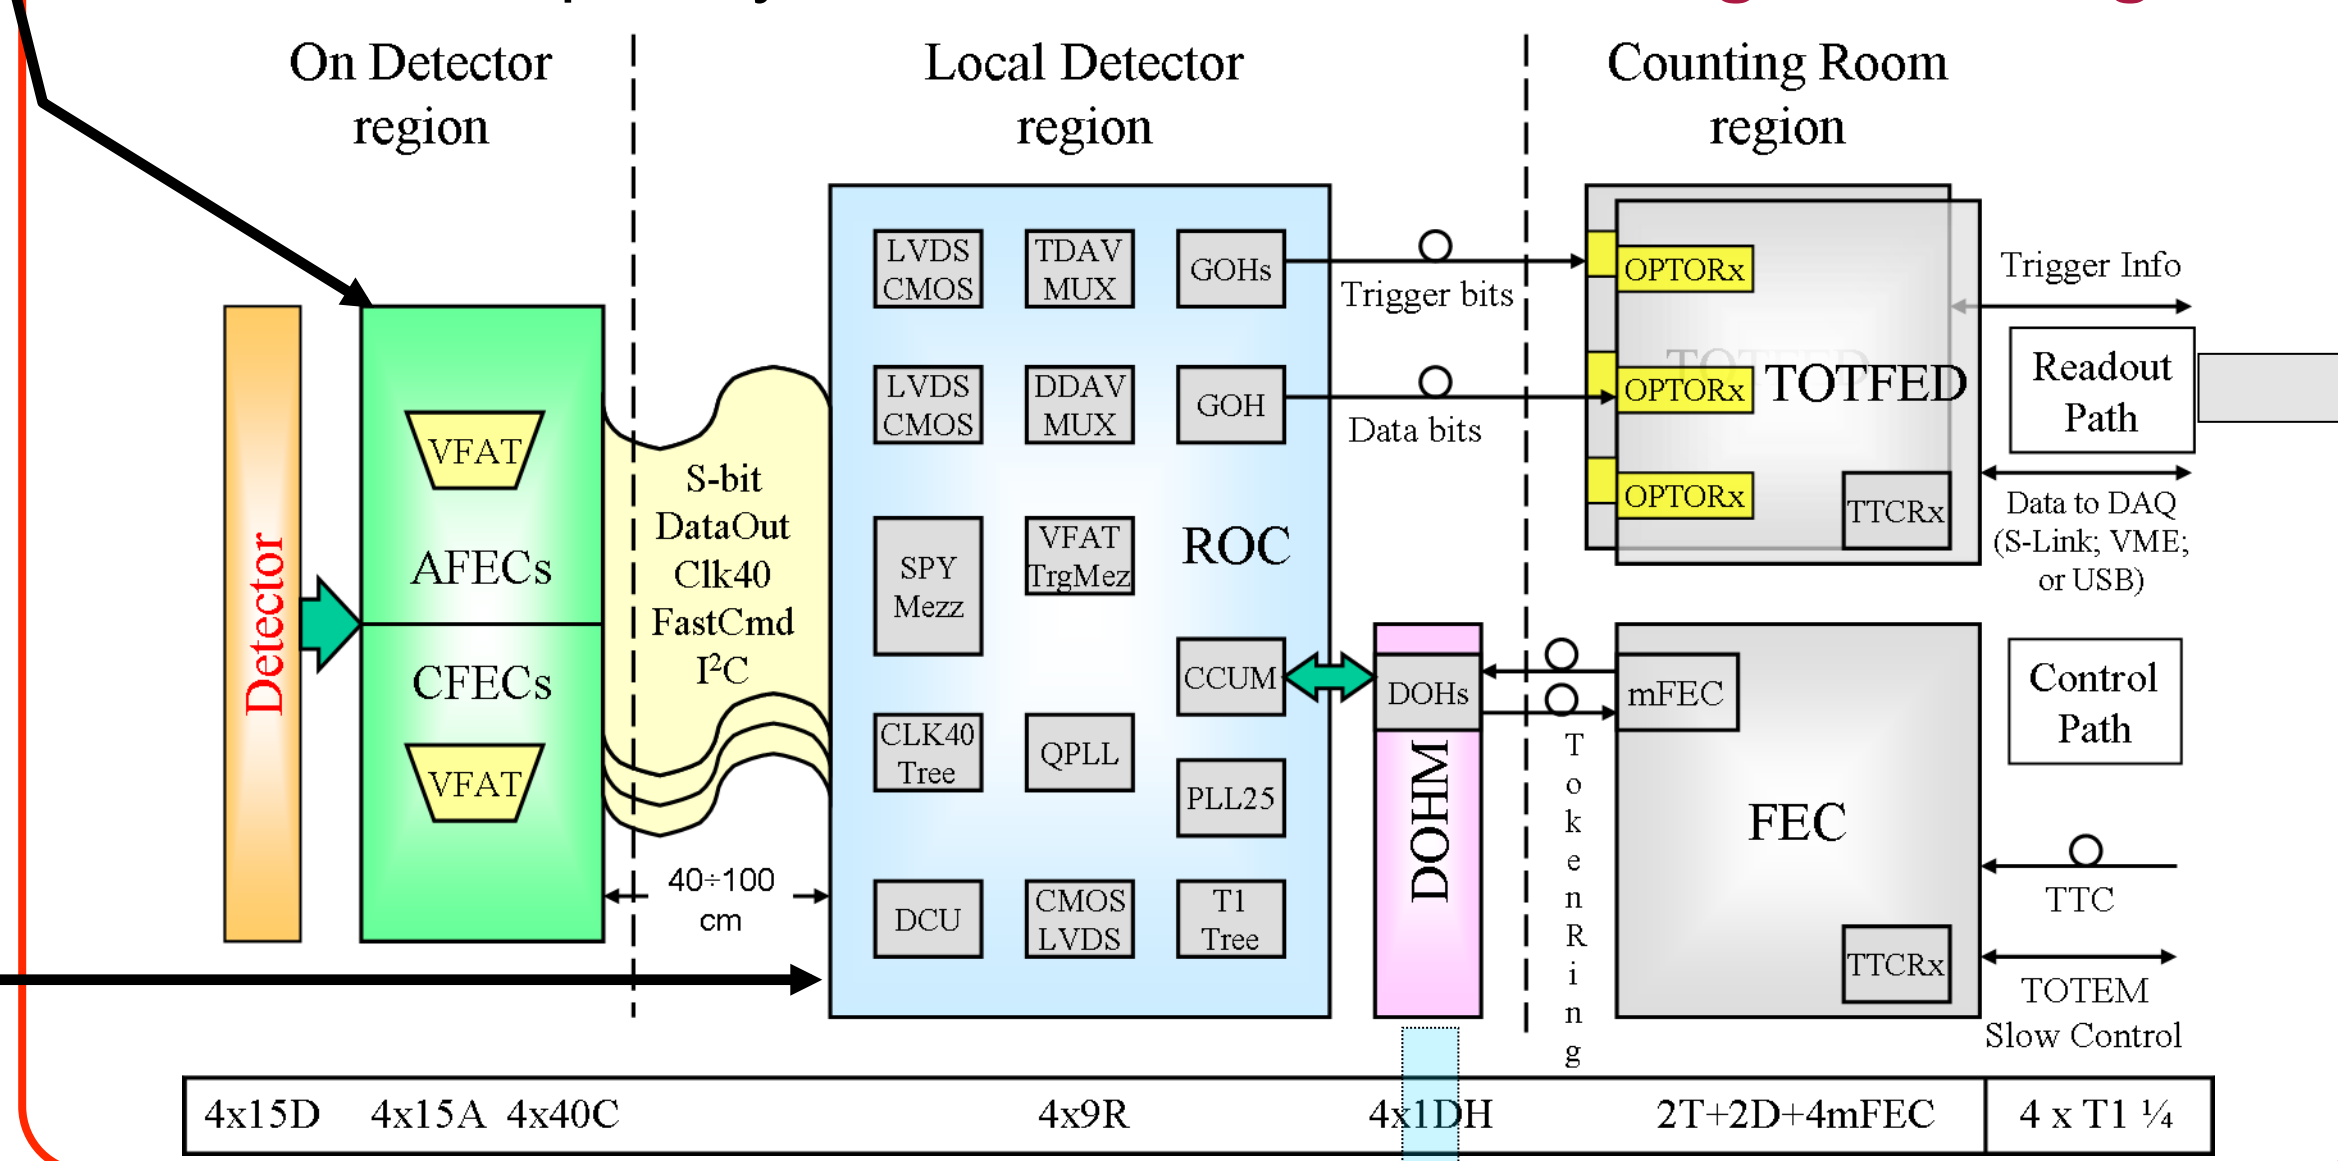 On Detector
region
Local Detector
region
Counting Room
region
Detector
VFAT
AFECs
CFECs
VFAT
S-bit
DataOut
Clk40
FastCmd
I²C
40÷100
cm
LVDS
CMOS
TDAV
MUX
GOHs
LVDS
CMOS
DDAV
MUX
GOH
SPY
Mezz
VFAT
TrgMez
ROC
CCUM
CLK40
Tree
QPLL
PLL25
DCU
CMOS
LVDS
T1
Tree
Trigger bits
Data bits
DOHs
DOHM
TokenRing
OPTORx
OPTORx
OPTORx
TOTFED
TOTFED
TTCRx
mFEC
FEC
TTCRx
Trigger Info
Readout
Path
Data to DAQ
(S-Link; VME;
or USB)
Control
Path
TTC
TOTEM
Slow Control
4x15D 4x15A 4x40C 4x9R 4x1DH 2T+2D+4mFEC 4 x T1 ¼